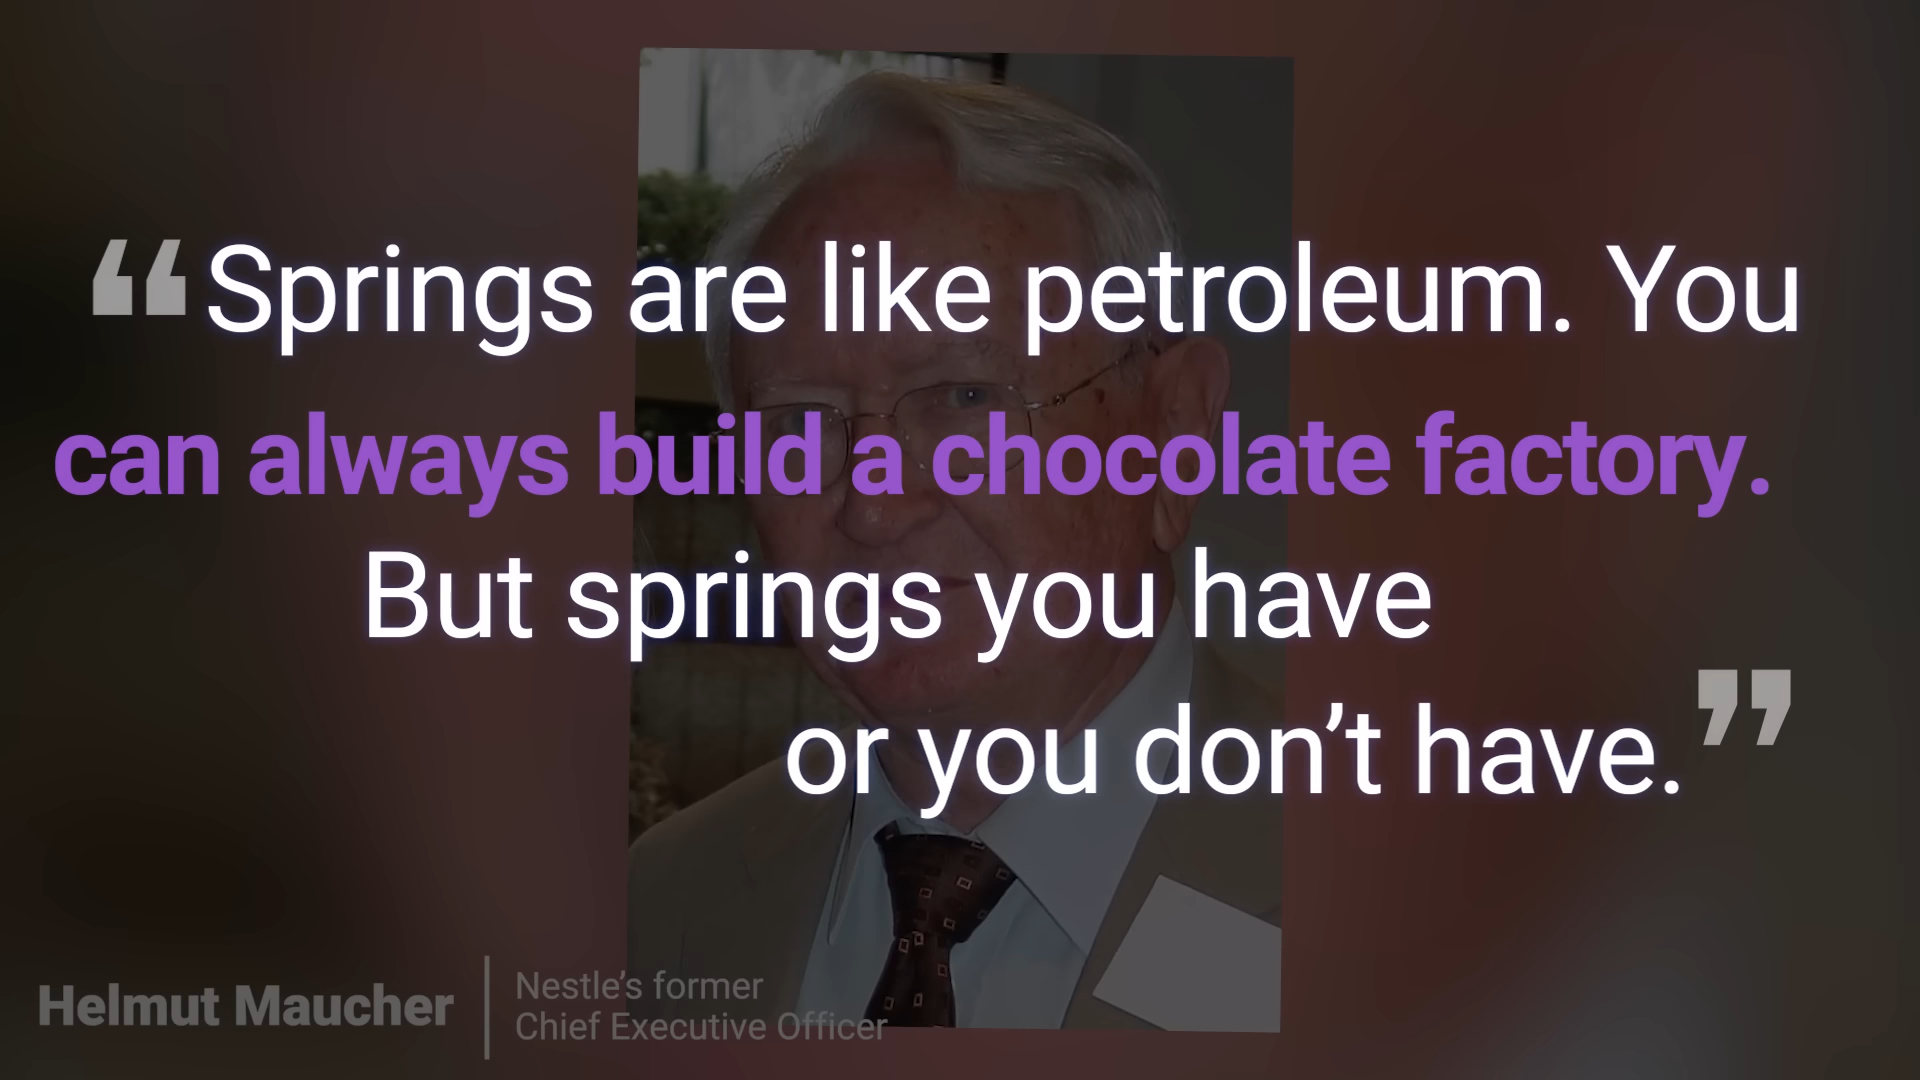 “Springs are like petroleum. You
can always build a chocolate factory.
But springs you have
or you don’t have.”
Helmut Maucher
Nestle’s former
Chief Executive Officer